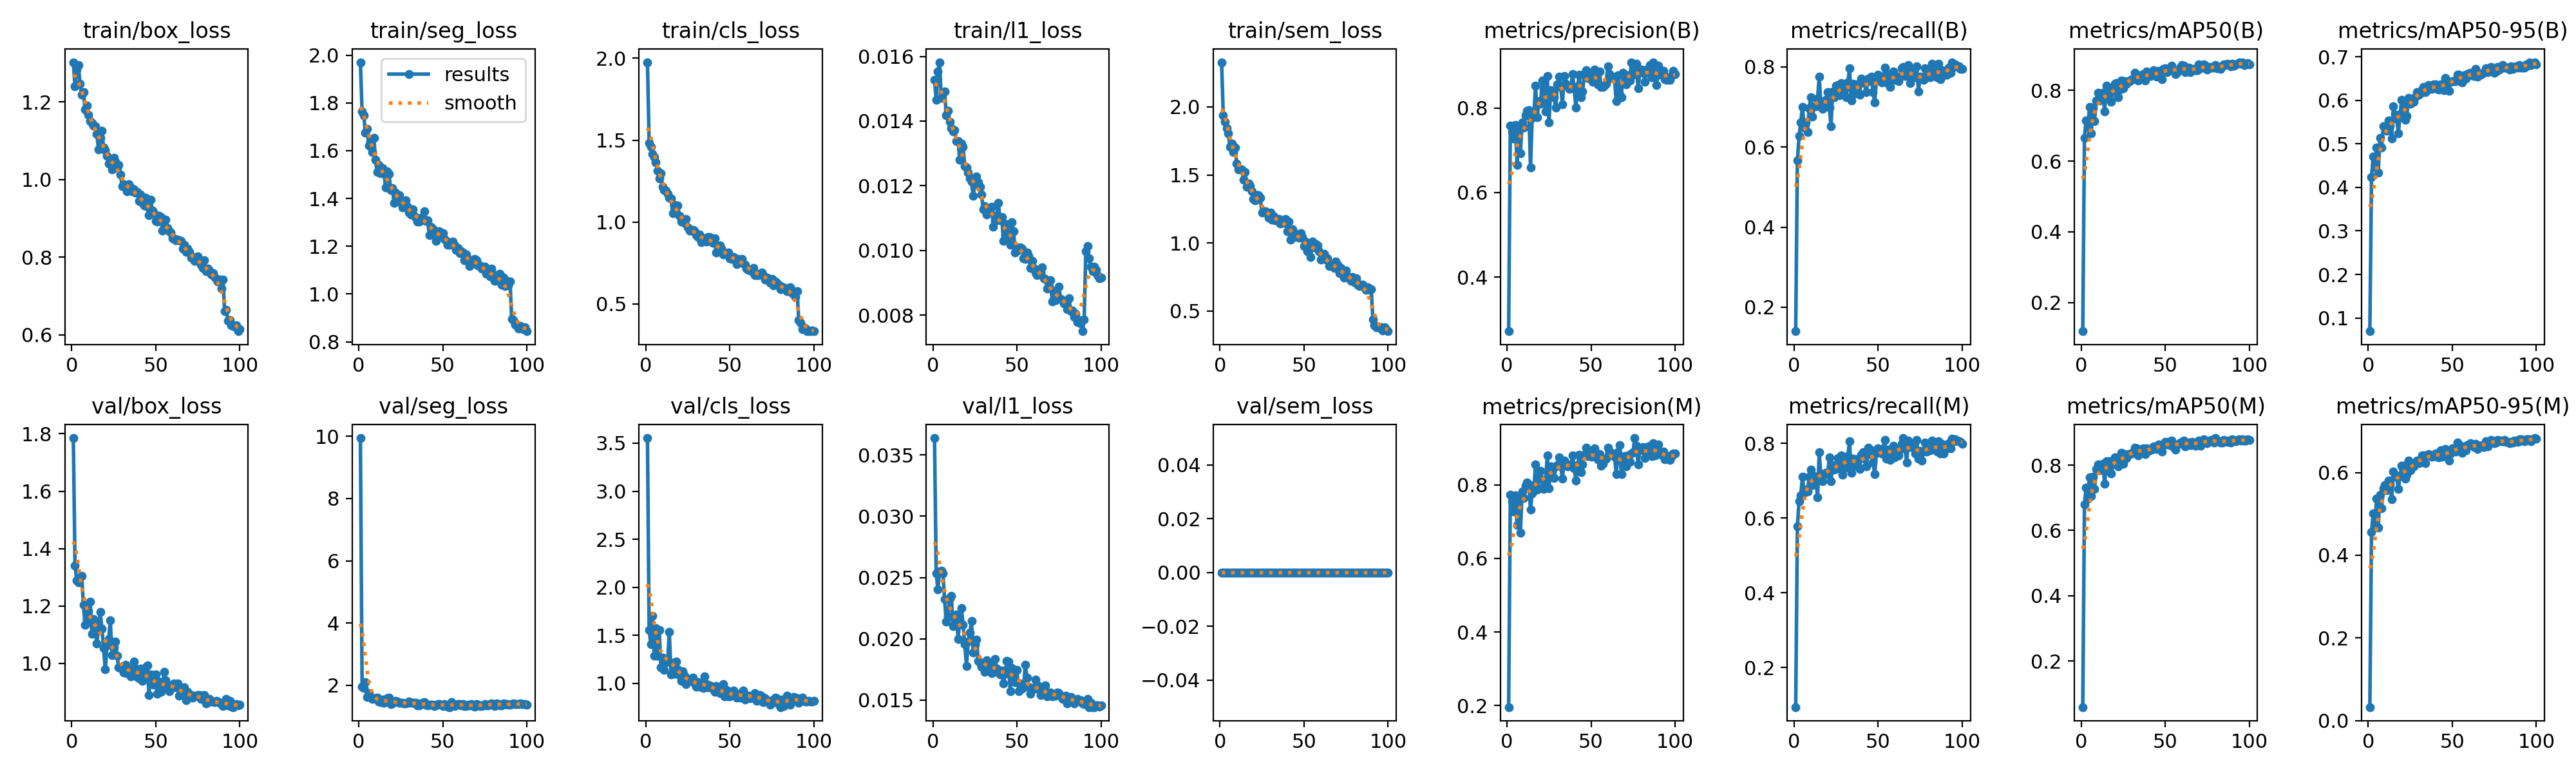 train/box_loss
train/seg_loss
train/cls_loss
train/l1_loss
train/sem_loss
metrics/precision(B)
metrics/recall(B)
metrics/mAP50(B)
metrics/mAP50-95(B)
1.2
1.0
0.8
0.6
0 50 100
2.0
1.8
1.6
1.4
1.2
1.0
0.8
results
smooth
0 50 100
2.0
1.5
1.0
0.5
0 50 100
0.016
0.014
0.012
0.010
0.008
0 50 100
2.0
1.5
1.0
0.5
0 50 100
0.8
0.6
0.4
0 50 100
0.8
0.6
0.4
0.2
0 50 100
0.8
0.6
0.4
0.2
0 50 100
0.7
0.6
0.5
0.4
0.3
0.2
0.1
0 50 100
val/box_loss
val/seg_loss
val/cls_loss
val/l1_loss
val/sem_loss
metrics/precision(M)
metrics/recall(M)
metrics/mAP50(M)
metrics/mAP50-95(M)
1.8
1.6
1.4
1.2
1.0
0 50 100
10
8
6
4
2
0 50 100
3.5
3.0
2.5
2.0
1.5
1.0
0 50 100
0.035
0.030
0.025
0.020
0.015
0 50 100
0.04
0.02
0.00
−0.02
−0.04
0 50 100
0.8
0.6
0.4
0.2
0 50 100
0.8
0.6
0.4
0.2
0 50 100
0.8
0.6
0.4
0.2
0 50 100
0.6
0.4
0.2
0.0
0 50 100